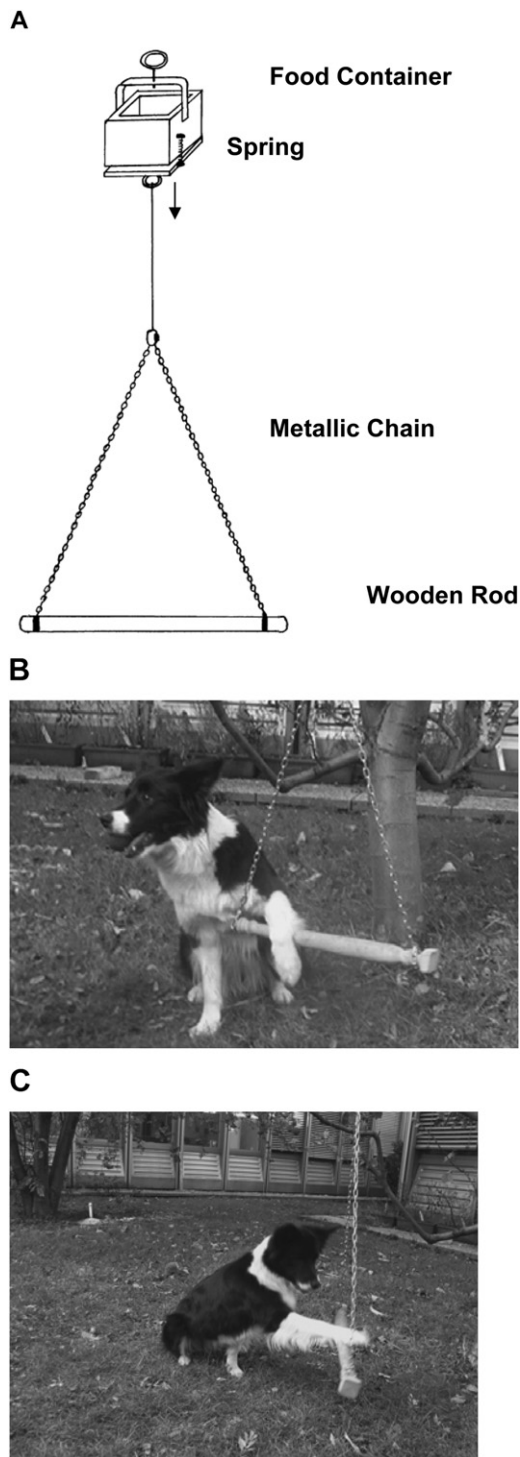 A
Food Container
Spring
Metallic Chain
Wooden Rod
B
C